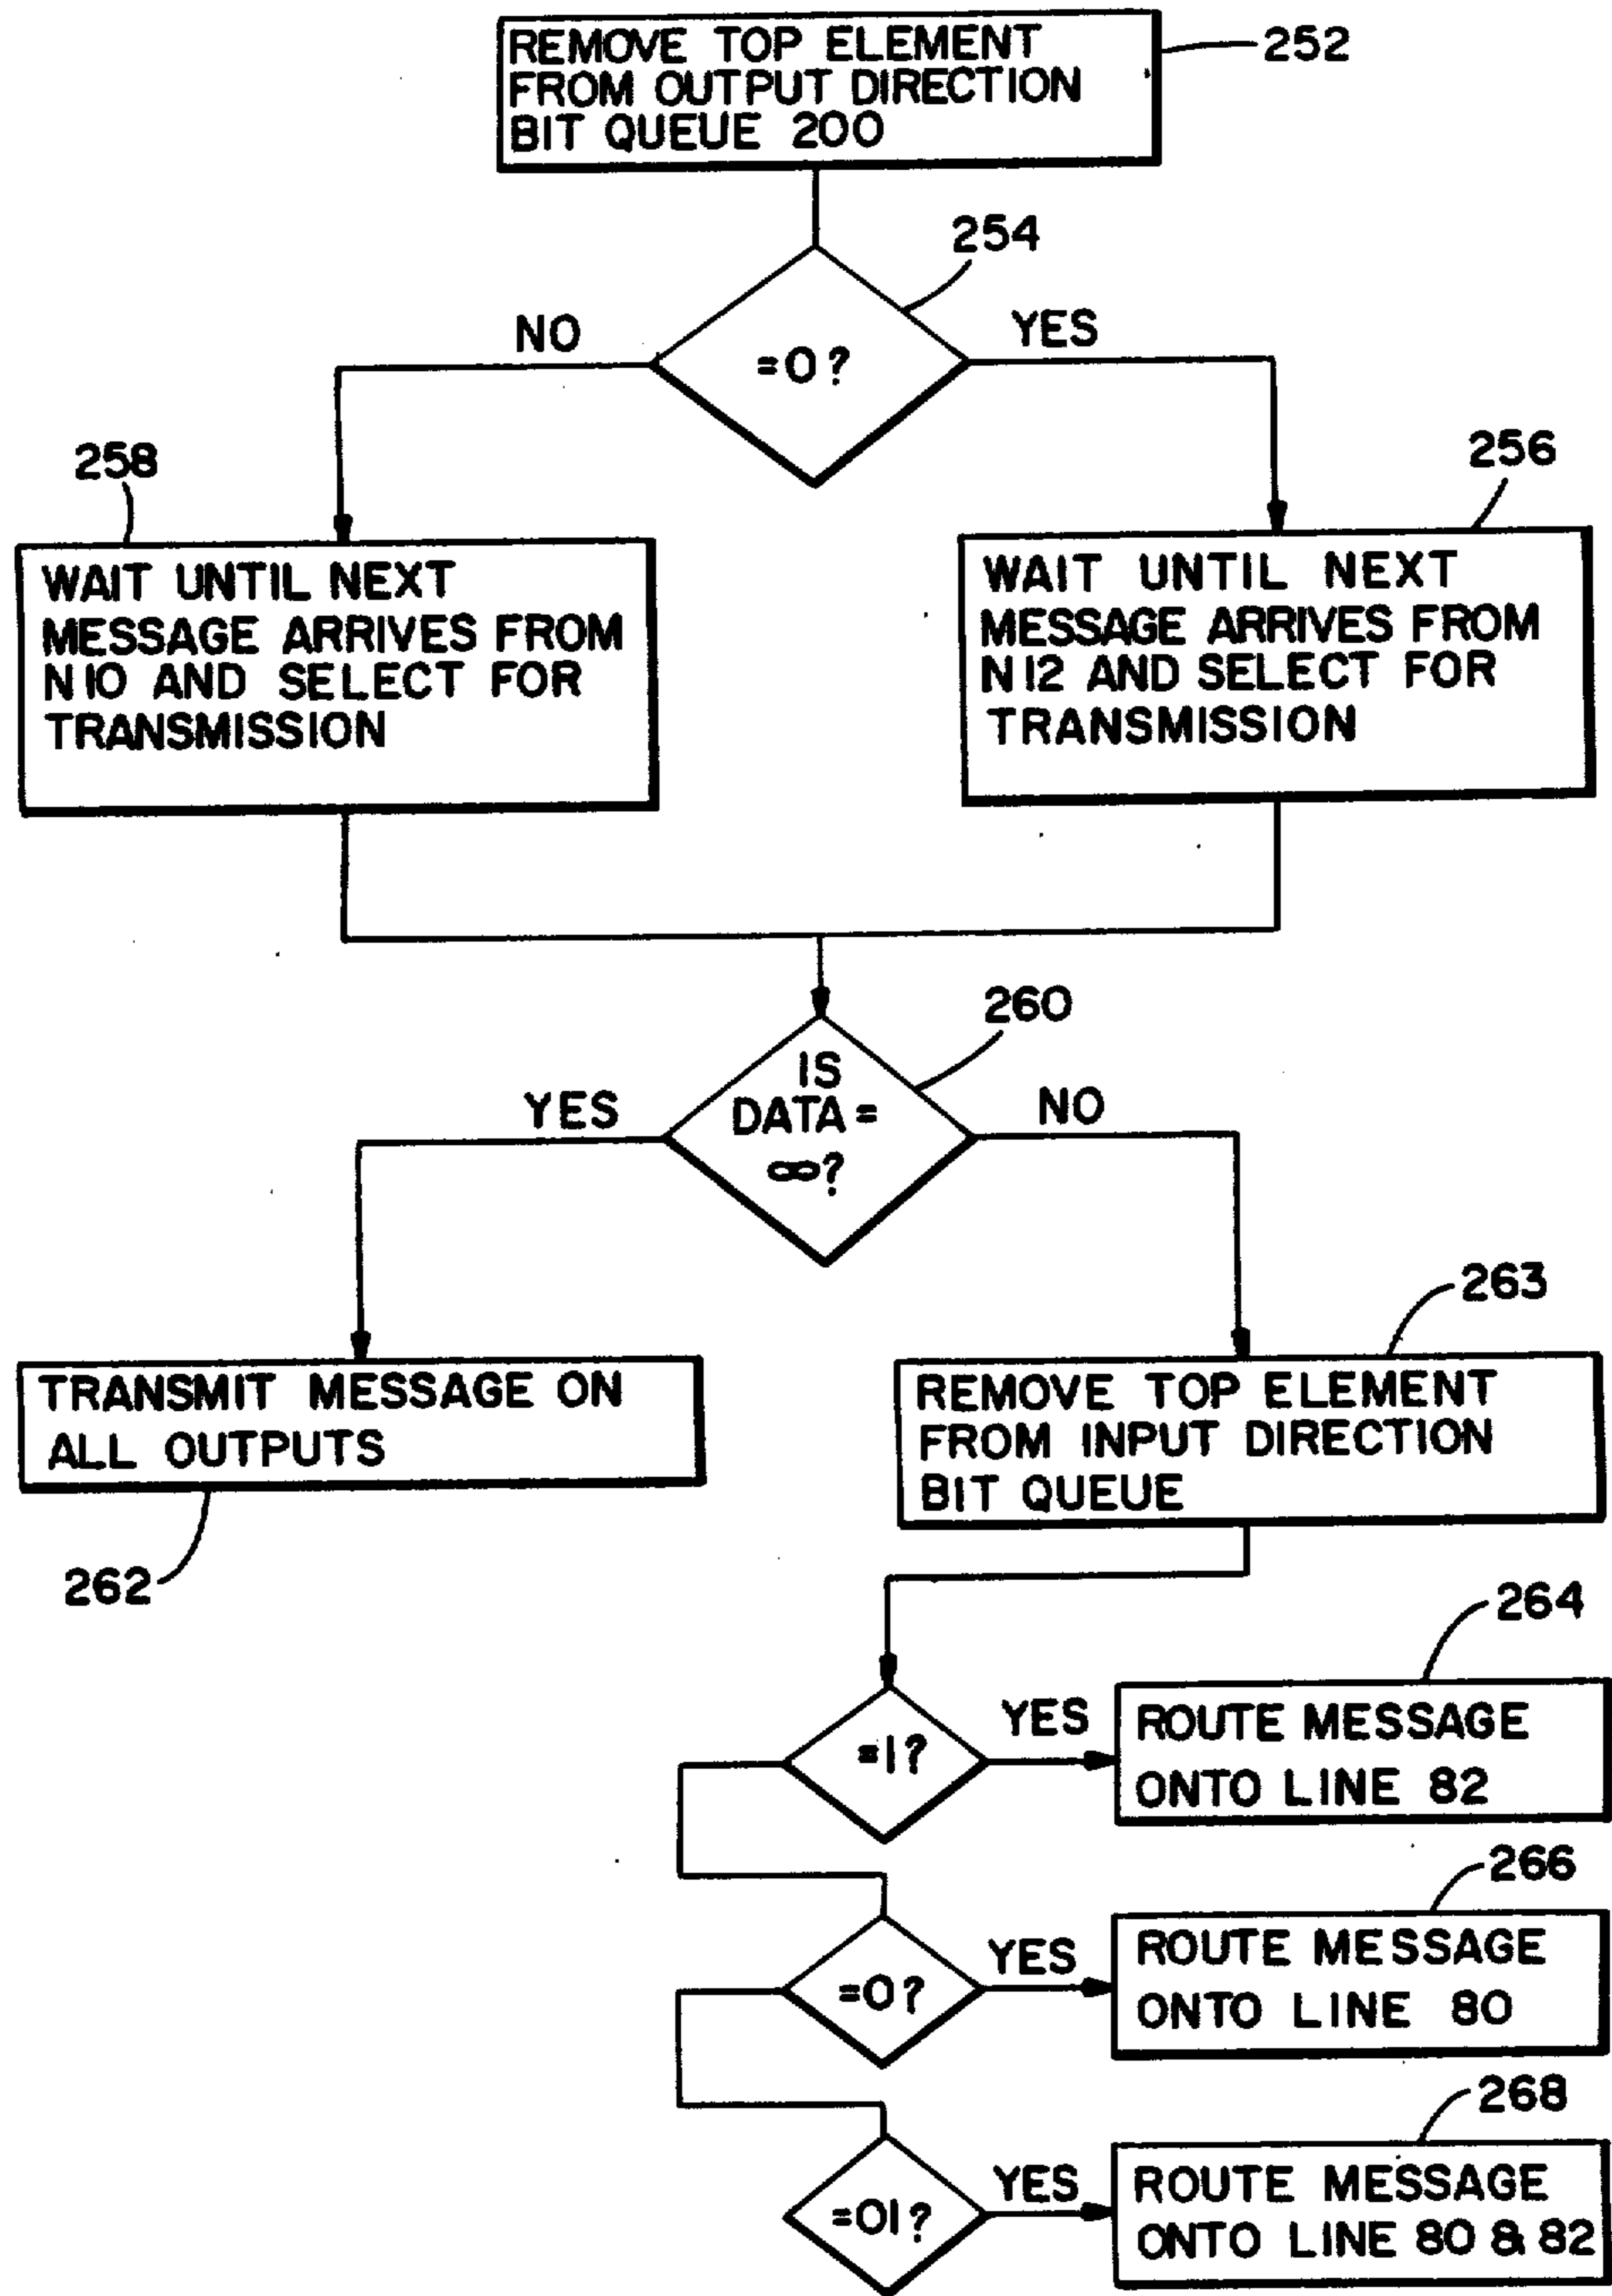 REMOVE TOP ELEMENT
FROM OUTPUT DIRECTION
BIT QUEUE 200
252
254
=0?
NO
YES
258
256
WAIT UNTIL NEXT
MESSAGE ARRIVES FROM
N10 AND SELECT FOR
TRANSMISSION
WAIT UNTIL NEXT
MESSAGE ARRIVES FROM
N12 AND SELECT FOR
TRANSMISSION
260
IS
DATA =
∞?
YES
NO
263
TRANSMIT MESSAGE ON
ALL OUTPUTS
262
REMOVE TOP ELEMENT
FROM INPUT DIRECTION
BIT QUEUE
264
=1?
YES
ROUTE MESSAGE
ONTO LINE 82
266
=0?
YES
ROUTE MESSAGE
ONTO LINE 80
268
=01?
YES
ROUTE MESSAGE
ONTO LINE 80 & 82